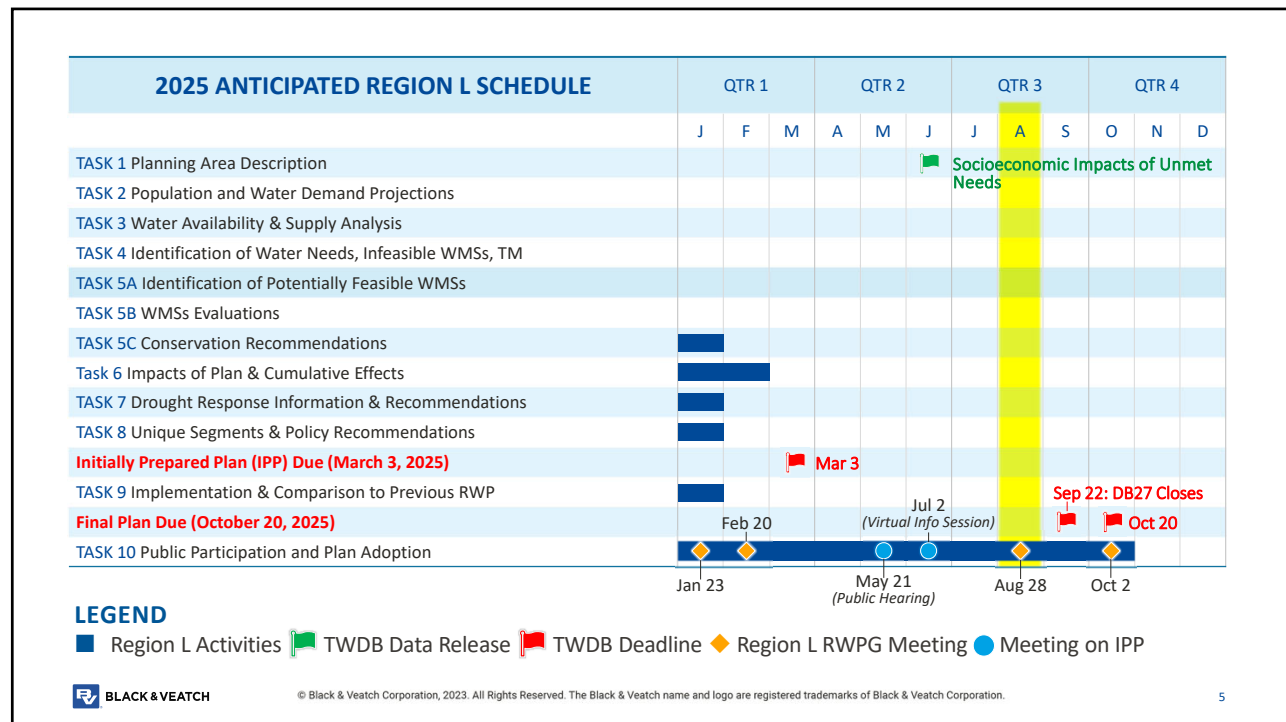 2025 ANTICIPATED REGION L SCHEDULE
QTR 1 QTR 2 QTR 3 QTR 4
J F M A M J J A S O N D
TASK 1 Planning Area Description
Socioeconomic Impacts of Unmet
Needs
TASK 2 Population and Water Demand Projections
TASK 3 Water Availability & Supply Analysis
TASK 4 Identification of Water Needs, Infeasible WMSs, TM
TASK 5A Identification of Potentially Feasible WMSs
TASK 5B WMSs Evaluations
TASK 5C Conservation Recommendations
Task 6 Impacts of Plan & Cumulative Effects
TASK 7 Drought Response Information & Recommendations
TASK 8 Unique Segments & Policy Recommendations
Initially Prepared Plan (IPP) Due (March 3, 2025) Mar 3
TASK 9 Implementation & Comparison to Previous RWP
Sep 22: DB27 Closes
Jul 2
(Virtual Info Session)
Final Plan Due (October 20, 2025) Feb 20 Oct 20
TASK 10 Public Participation and Plan Adoption
Jan 23 May 21 Aug 28 Oct 2
(Public Hearing)
LEGEND
Region L Activities TWDB Data Release TWDB Deadline Region L RWPG Meeting Meeting on IPP
BV BLACK & VEATCH © Black & Veatch Corporation, 2023. All Rights Reserved. The Black & Veatch name and logo are registered trademarks of Black & Veatch Corporation. 5